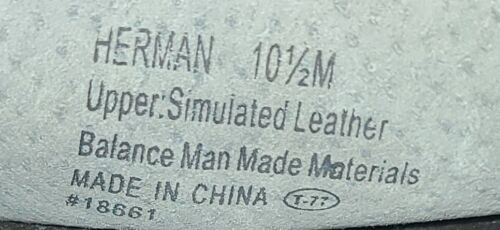 HERMAN 10½M
Upper:Simulated Leather
Balance Man Made Materials
MADE IN CHINA T-77
#18661